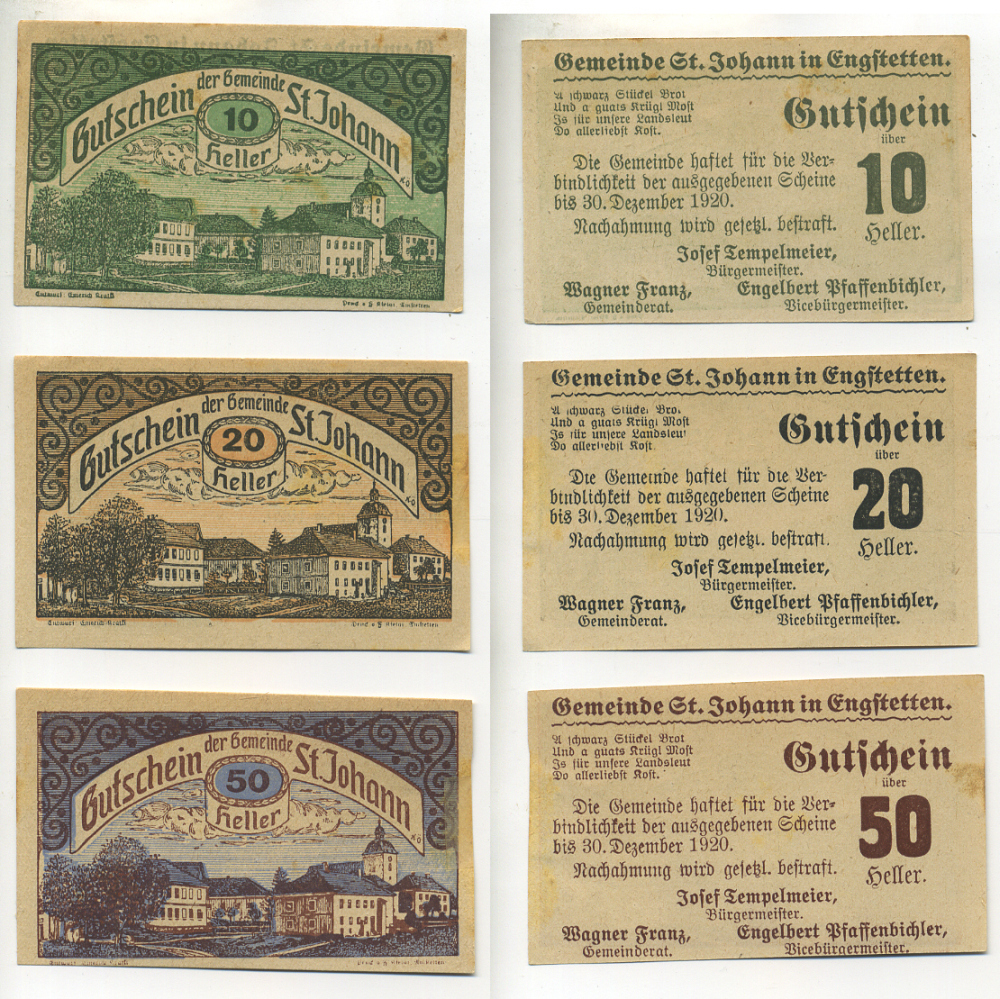 Gutschein der Gemeinde St Johann
10
Heller
K.G.
Entwurf
Gemeinde St. Johann in Engstetten.
A schwarz Stückel Brot
Und a guats Krügl Most
Is für unsere Landsleut
Do allerliebst Kost.
Gutschein
über
10
Heller.
Die Gemeinde haftet für die Ver-
bindlichkeit der ausgegebenen Scheine
bis 30. Dezember 1920.
Nachahmung wird gesetzl. bestraft.
Josef Tempelmeier,
Bürgermeister.
Wagner Franz,
Gemeinderat.
Engelbert Pfaffenbichler,
Vicebürgermeister.
Gutschein der Gemeinde St Johann
20
Heller
K.G.
Entwurf
Gemeinde St. Johann in Engstetten.
A schwarz Stückel Brot
Und a guats Krügl Most
Is für unsere Landsleut
Do allerliebst Kost.
Gutschein
über
20
Heller.
Die Gemeinde haftet für die Ver-
bindlichkeit der ausgegebenen Scheine
bis 30. Dezember 1920.
Nachahmung wird gesetzl. bestraft.
Josef Tempelmeier,
Bürgermeister.
Wagner Franz,
Gemeinderat.
Engelbert Pfaffenbichler,
Vicebürgermeister.
Gutschein der Gemeinde St Johann
50
Heller
K.G.
Gemeinde St. Johann in Engstetten.
A schwarz Stückel Brot
Und a guats Krügl Most
Is für unsere Landsleut
Do allerliebst Kost.
Gutschein
über
50
Heller.
Die Gemeinde haftet für die Ver-
bindlichkeit der ausgegebenen Scheine
bis 30. Dezember 1920.
Nachahmung wird gesetzl. bestraft.
Josef Tempelmeier,
Bürgermeister.
Wagner Franz,
Gemeinderat.
Engelbert Pfaffenbichler,
Vicebürgermeister.